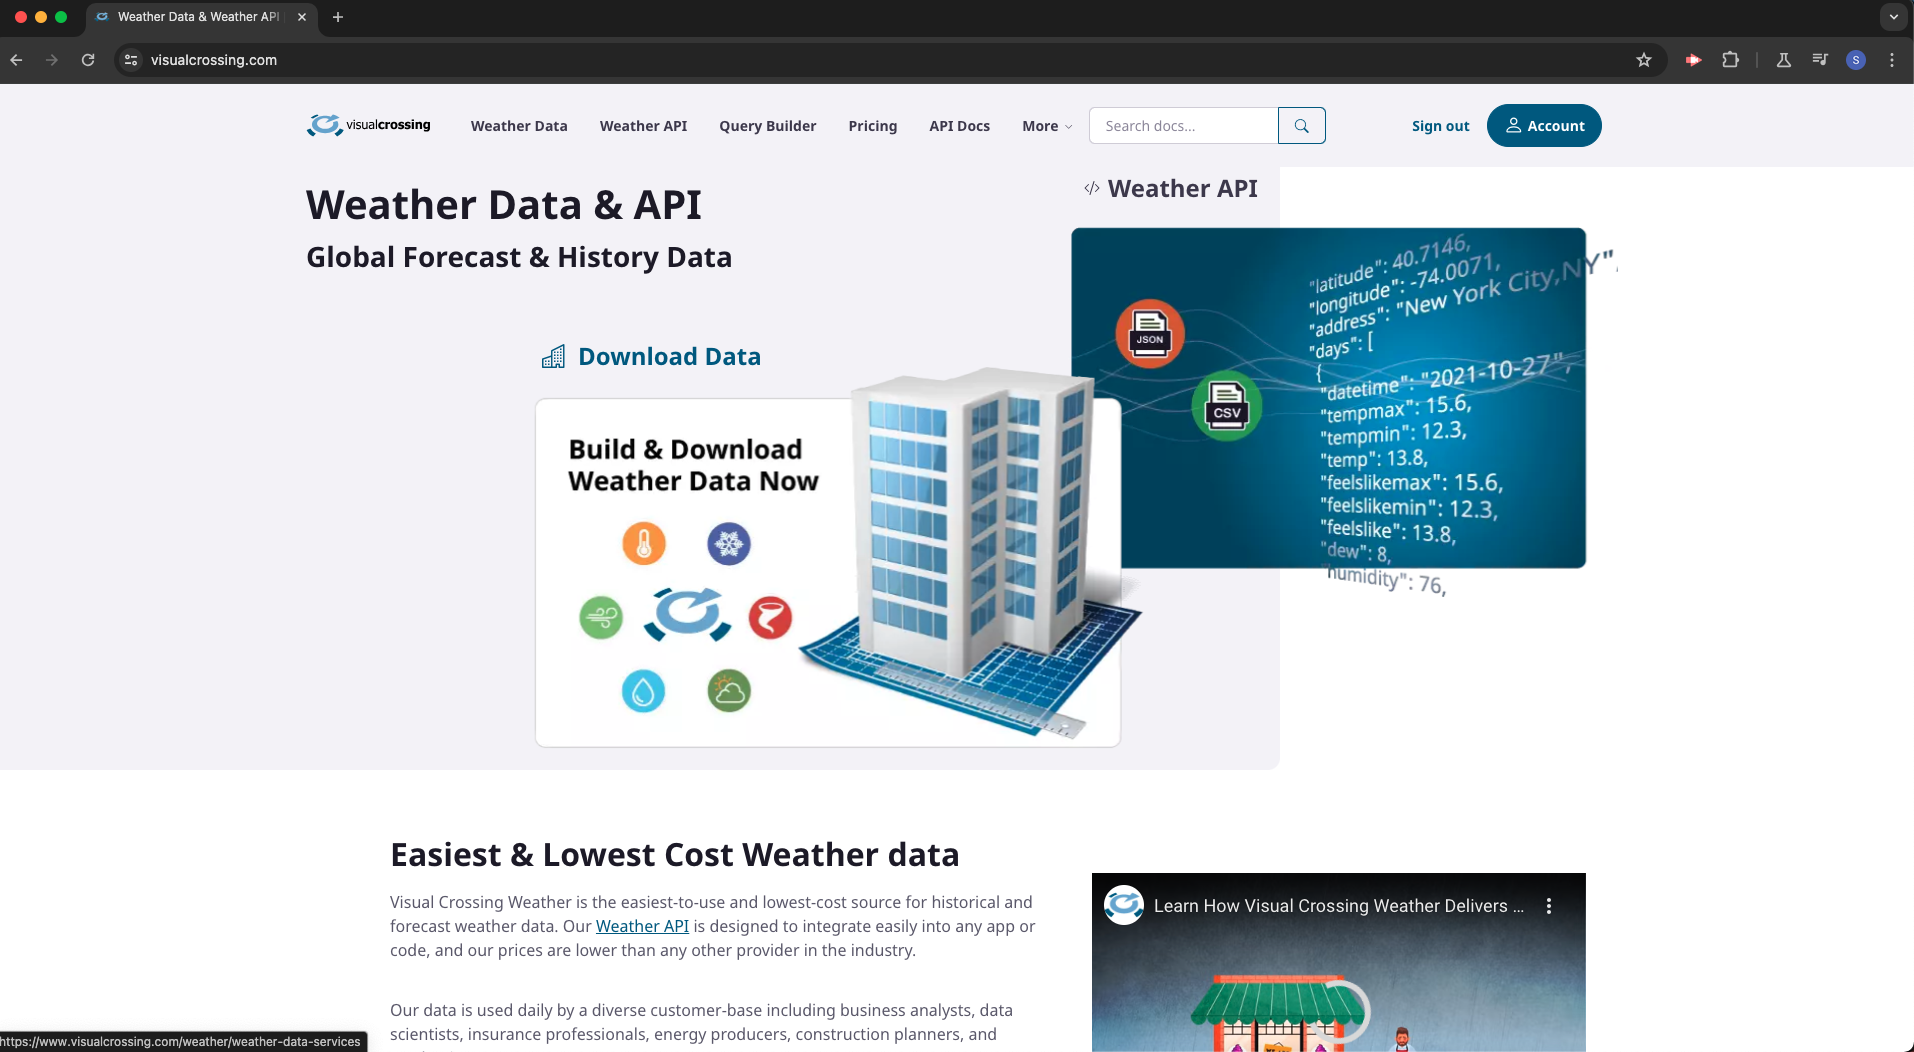 Weather Data & Weather API
visualcrossing.com
S
visualcrossing
Weather Data
Weather API
Query Builder
Pricing
API Docs
More
Search docs...
Sign out
Account
Weather Data & API
Global Forecast & History Data
</> Weather API
"latitude": 40.7146,
"longitude": -74.0071,
"address": "New York City,NY",
"days": [
{
"datetime": "2021-10-27",
"tempmax": 15.6,
"tempmin": 12.3,
"temp": 13.8,
"feelslikemax": 15.6,
"feelslikemin": 12.3,
"feelslike": 13.8,
"dew": 8,
"humidity": 76,
JSON
CSV
Download Data
Build & Download
Weather Data Now
Easiest & Lowest Cost Weather data
Visual Crossing Weather is the easiest-to-use and lowest-cost source for historical and
forecast weather data. Our Weather API is designed to integrate easily into any app or
code, and our prices are lower than any other provider in the industry.
Our data is used daily by a diverse customer-base including business analysts, data
scientists, insurance professionals, energy producers, construction planners, and
Learn How Visual Crossing Weather Delivers ...
https://www.visualcrossing.com/weather/weather-data-services